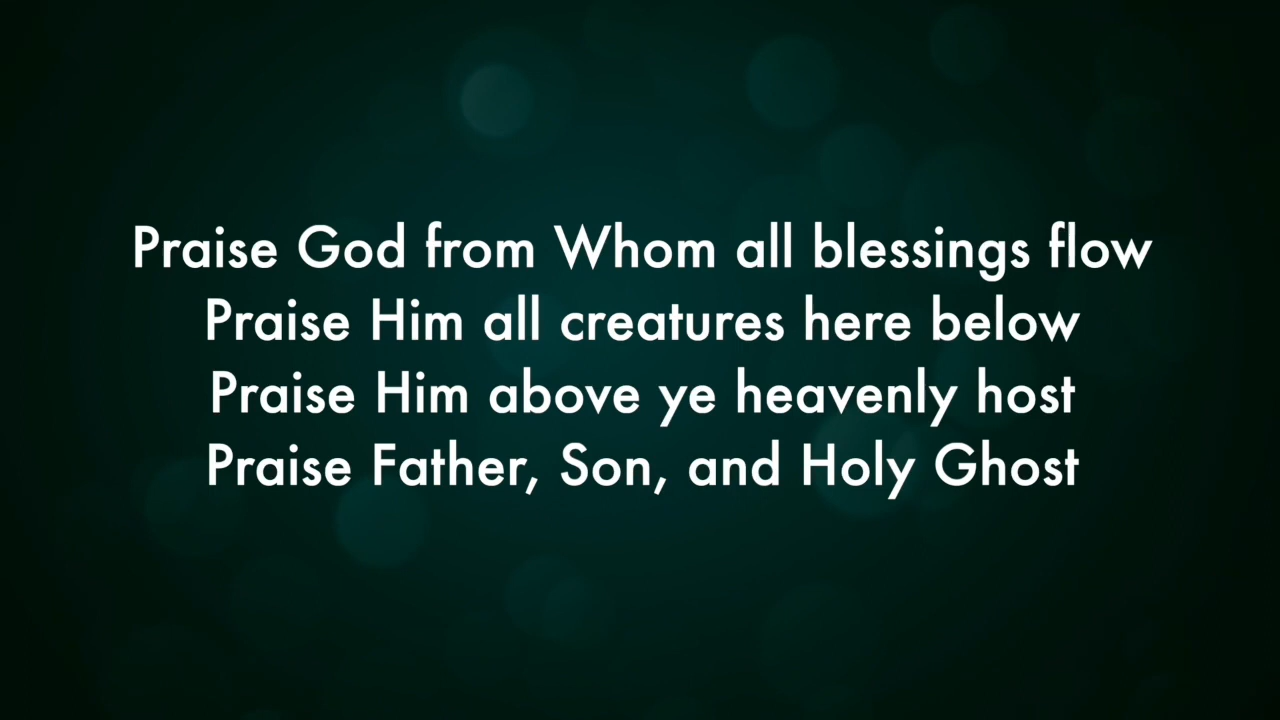 Praise God from Whom all blessings flow
Praise Him all creatures here below
Praise Him above ye heavenly host
Praise Father, Son, and Holy Ghost